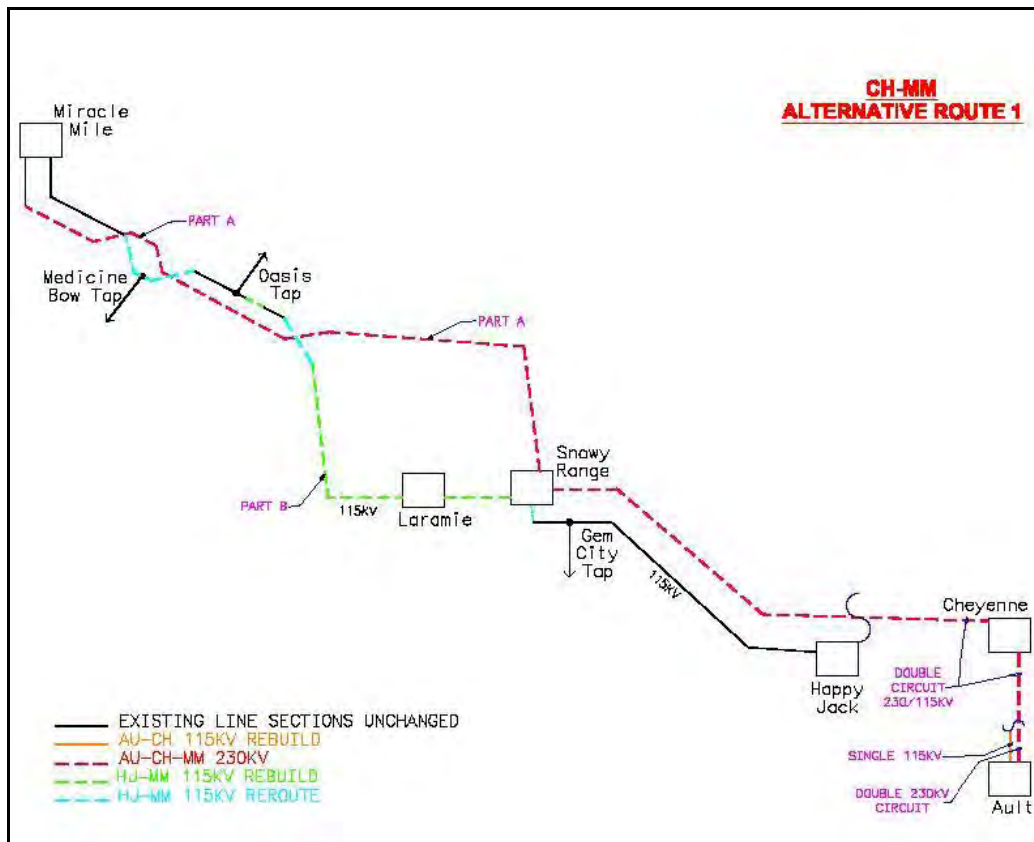 CH-MM
ALTERNATIVE ROUTE 1
Miracle
Mile
PART A
Medicine
Bow Tap
Oasis
Tap
PART A
Snowy
Range
PART B
115KV
Laramie
Gem
City
Tap
115KV
Cheyenne
Happy
Jack
DOUBLE
CIRCUIT
230/115KV
SINGLE 115KV
DOUBLE 230KV
CIRCUIT
Ault
EXISTING LINE SECTIONS UNCHANGED
AU-CH 115KV REBUILD
AU-CH-MM 230KV
HJ-MM 115KV REBUILD
HJ-MM 115KV REROUTE